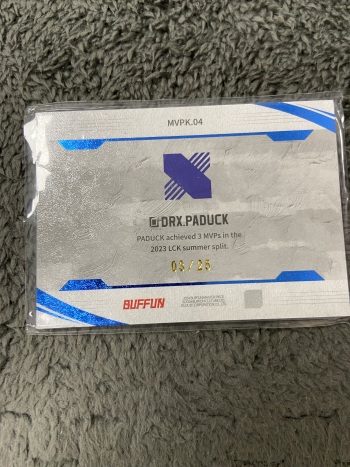 MVPK.04
DRX.PADUCK
PADUCK achieved 3 MVPs in the
2023 LCK summer split.
03/25
BUFFUN